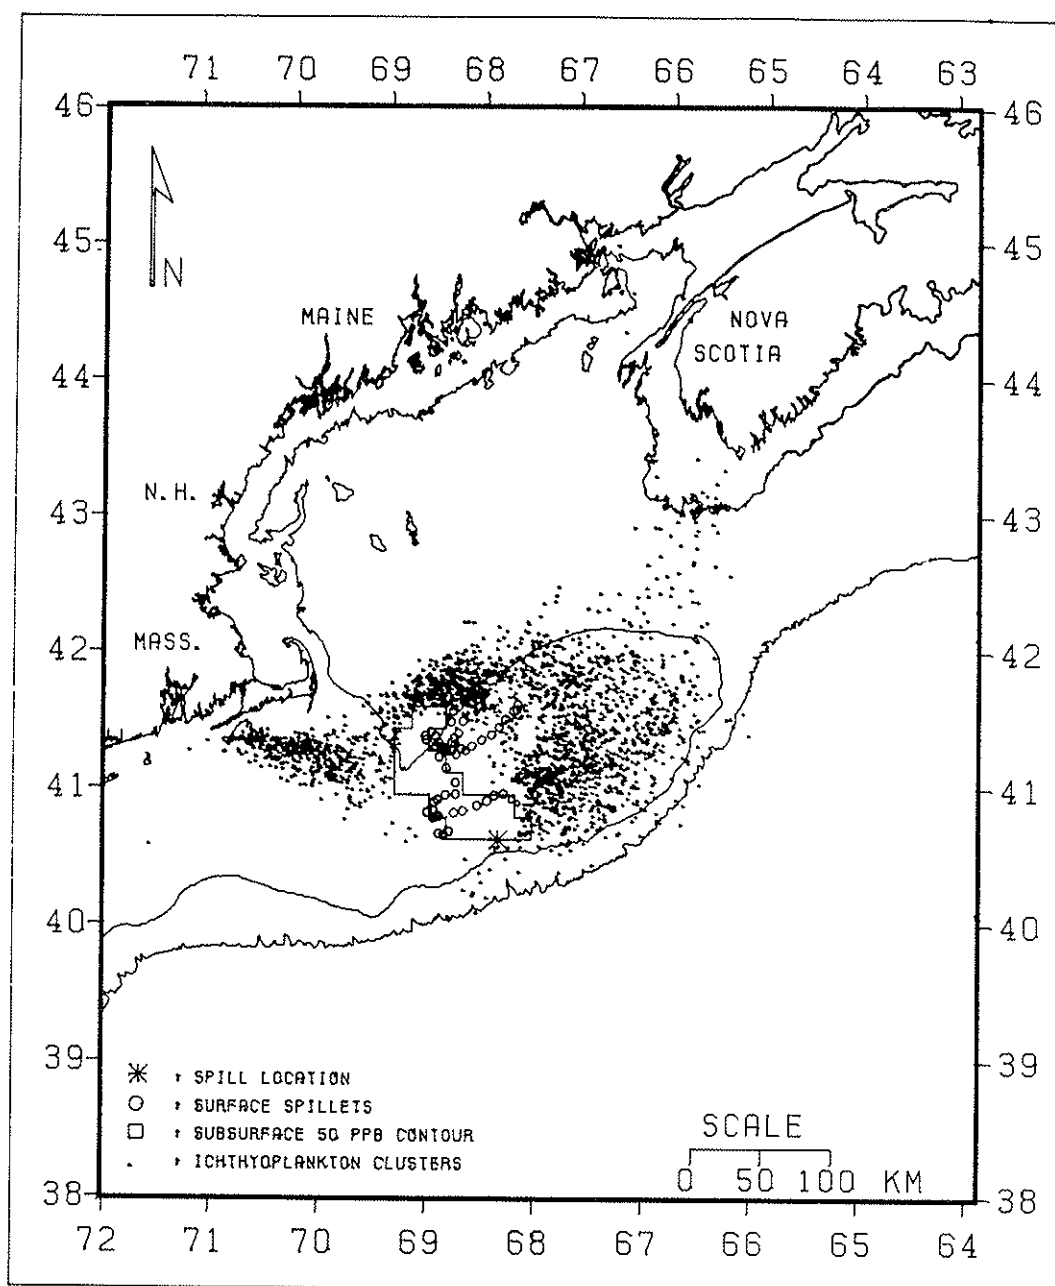 71 70 69 68 67 66 65 64 63
46 46
45 45
N
MAINE
NOVA
SCOTIA
44 44
N.H.
43 43
MASS.
42 42
41 41
40 40
39 39
* : SPILL LOCATION
○ : SURFACE SPILLETS
□ : SUBSURFACE 50 PPB CONTOUR
. : ICHTHYOPLANKTON CLUSTERS
SCALE
0 50 100 KM
38 38
72 71 70 69 68 67 66 65 64